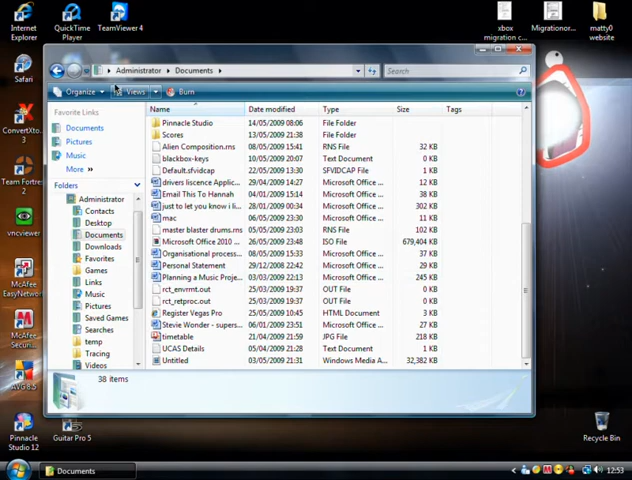 Internet Explorer
QuickTime Player
TeamViewer 4
xbox migration c...
Migrationor...
matty0 website
Safari
ConvertXto... 3
Team Fortre... 2
vncviewer
McAfee EasyNetwork
McAfee Securi...
AVG 8.5
Pinnacle Studio 12
Guitar Pro 5
Recycle Bin
Administrator
Documents
Search
Organize
Views
Burn
Favorite Links
Documents
Pictures
Music
More »
Folders
Administrator
Contacts
Desktop
Documents
Downloads
Favorites
Games
Links
Music
Pictures
Saved Games
Searches
temp
Tracing
Videos
Name Date modified Type Size Tags
Pinnacle Studio 14/05/2009 08:06 File Folder
Scores 13/05/2009 21:38 File Folder
Alien Composition.rns 08/05/2009 15:41 RNS File 32 KB
blackbox-keys 10/05/2009 20:07 Text Document 0 KB
Default.sfvidcap 22/05/2009 13:30 SFVIDCAP File 1 KB
drivers liscence Applic... 29/04/2009 14:27 Microsoft Office ... 12 KB
Email This To Hannah 04/01/2009 15:14 Microsoft Office ... 38 KB
just to let you know i li... 28/01/2009 00:34 Microsoft Office ... 302 KB
mac 06/01/2009 21:36 Microsoft Office ... 11 KB
master blaster drums.rns 03/05/2009 22:05 RNS File 102 KB
Microsoft Office 2010 ... 26/05/2009 23:48 ISO File 679,404 KB
Organisational process... 08/05/2009 15:33 Microsoft Office ... 37 KB
Personal Statement 29/12/2008 22:42 Microsoft Office ... 29 KB
Planning a Music Proje... 03/03/2009 22:13 Microsoft Office ... 245 KB
rct_envrmt.out 25/03/2009 19:37 OUT File 0 KB
rct_retproc.out 25/03/2009 19:37 OUT File 0 KB
Register Vegas Pro 25/05/2009 10:45 HTML Document 3 KB
Stevie Wonder - supers... 06/01/2009 23:51 Microsoft Office ... 27 KB
timetable 21/04/2009 21:59 JPG File 218 KB
UCAS Details 05/04/2009 21:28 Text Document 1 KB
Untitled 03/05/2009 21:31 Windows Media A... 32,382 KB
38 items
Documents
12:53